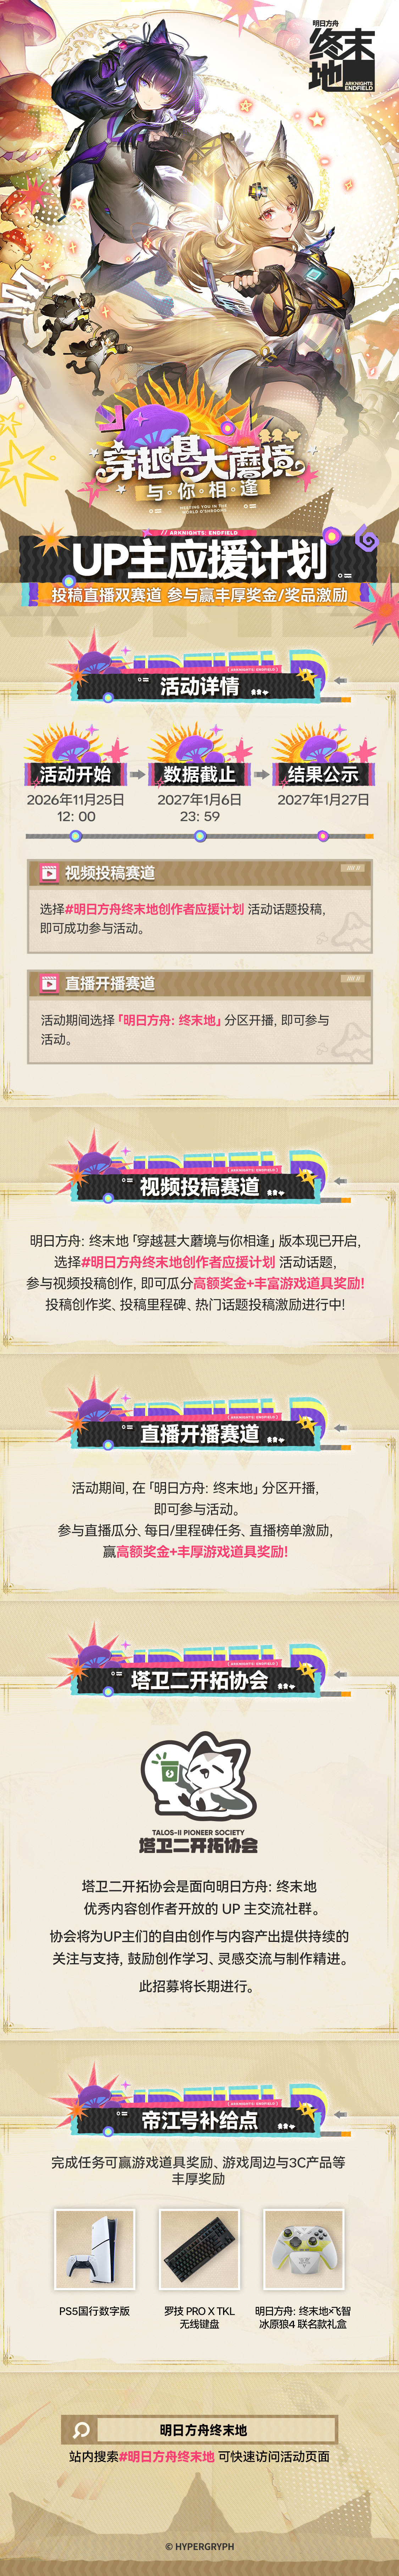 明日方舟
终末地
ARKNIGHTS
ENDFIELD
穿越甚大蘑境
与·你·相·逢
MEETING YOU IN THE
// ARKNIGHTS: ENDFIELD
UP主应援计划
投稿直播双赛道 参与赢丰厚奖金/奖品激励
[ ARKNIGHTS: ENDFIELD ]
活动详情
活动开始
数据截止
结果公示
2026年11月25日
12: 00
2027年1月6日
23: 59
2027年1月27日
视频投稿赛道
选择#明日方舟终末地创作者应援计划 活动话题投稿,
即可成功参与活动。
直播开播赛道
活动期间选择「明日方舟: 终末地」分区开播, 即可参与
活动。
[ ARKNIGHTS: ENDFIELD ]
视频投稿赛道
明日方舟: 终末地「穿越甚大蘑境与你相逢」版本现已开启,
选择#明日方舟终末地创作者应援计划 活动话题,
参与视频投稿创作, 即可瓜分高额奖金+丰富游戏道具奖励!
投稿创作奖、投稿里程碑、热门话题投稿激励进行中!
[ ARKNIGHTS: ENDFIELD ]
直播开播赛道
活动期间, 在「明日方舟: 终末地」分区开播,
即可参与活动。
参与直播瓜分、每日/里程碑任务、直播榜单激励,
赢高额奖金+丰厚游戏道具奖励!
[ ARKNIGHTS: ENDFIELD ]
塔卫二开拓协会
TALOS-II PIONEER SOCIETY
塔卫二开拓协会
塔卫二开拓协会是面向明日方舟: 终末地
优秀内容创作者开放的 UP 主交流社群。
协会将为UP主们的自由创作与内容产出提供持续的
关注与支持, 鼓励创作学习、灵感交流与制作精进。
此招募将长期进行。
[ ARKNIGHTS: ENDFIELD ]
帝江号补给点
完成任务可赢游戏道具奖励、游戏周边与3C产品等
丰厚奖励
PS5国行数字版
罗技 PRO X TKL
无线键盘
明日方舟: 终末地×飞智
冰原狼4 联名款礼盒
明日方舟终末地
站内搜索#明日方舟终末地 可快速访问活动页面
© HYPERGRYPH